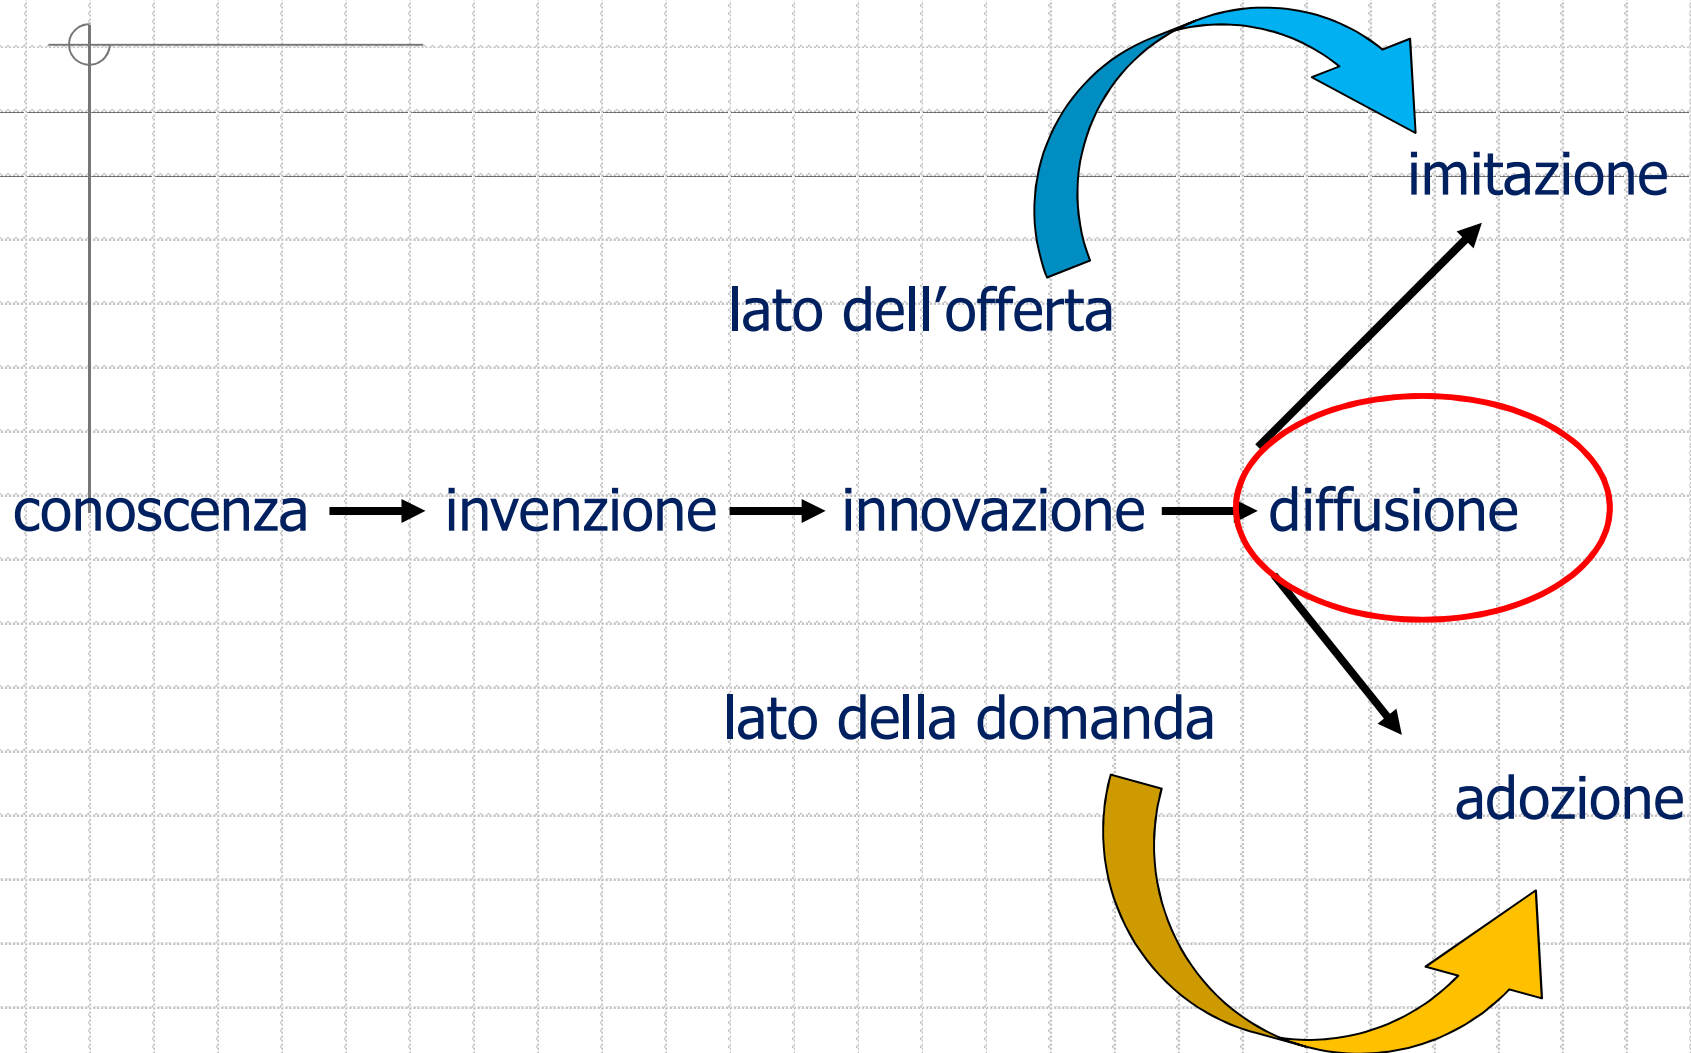 imitazione
lato dell’offerta
conoscenza invenzione innovazione diffusione
lato della domanda
adozione